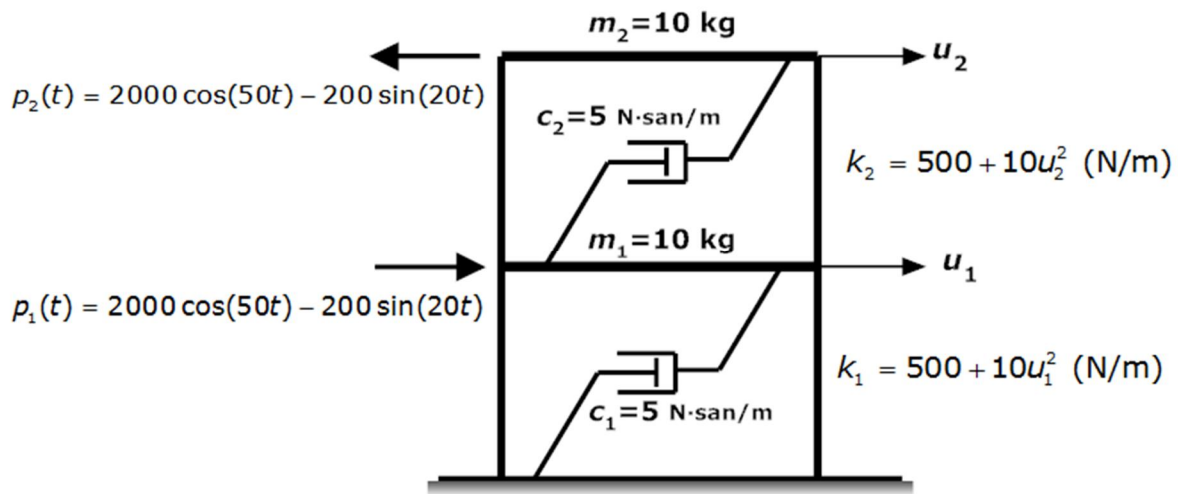 m₂=10 kg
u₂
p₂(t) = 2000 cos(50t) − 200 sin(20t)
c₂=5 N·san/m
k₂ = 500 + 10u₂² (N/m)
m₁=10 kg
u₁
p₁(t) = 2000 cos(50t) − 200 sin(20t)
k₁ = 500 + 10u₁² (N/m)
c₁=5 N·san/m